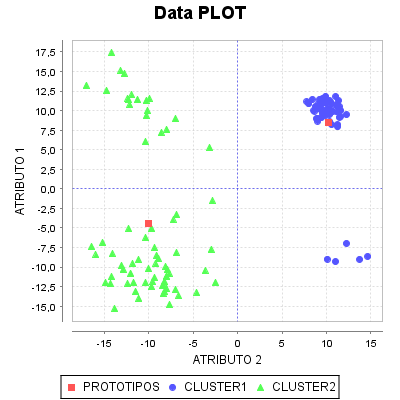 Data PLOT
ATRIBUTO 1
17,5
15,0
12,5
10,0
7,5
5,0
2,5
0,0
-2,5
-5,0
-7,5
-10,0
-12,5
-15,0
-15 -10 -5 0 5 10 15
ATRIBUTO 2
PROTOTIPOS CLUSTER1 CLUSTER2